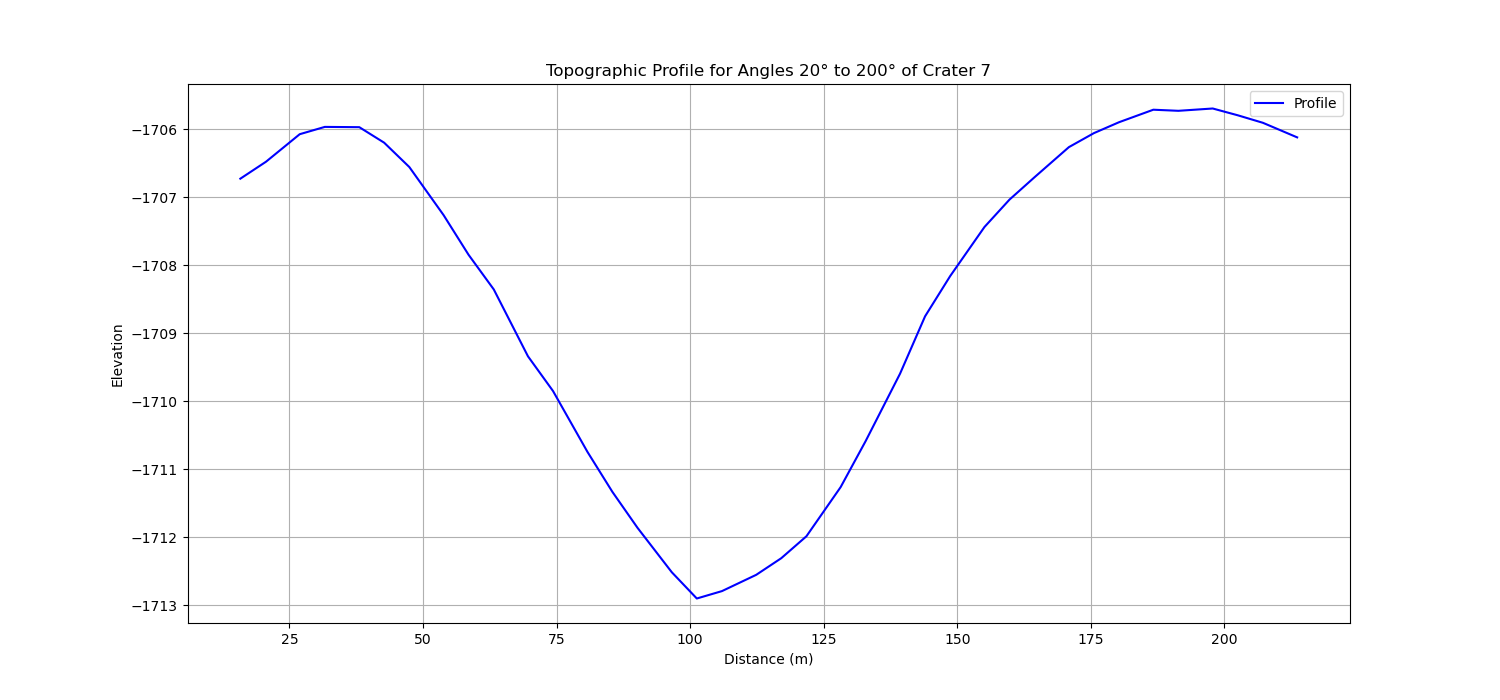 Topographic Profile for Angles 20° to 200° of Crater 7
Profile
Elevation
−1706
−1707
−1708
−1709
−1710
−1711
−1712
−1713
25 50 75 100 125 150 175 200
Distance (m)